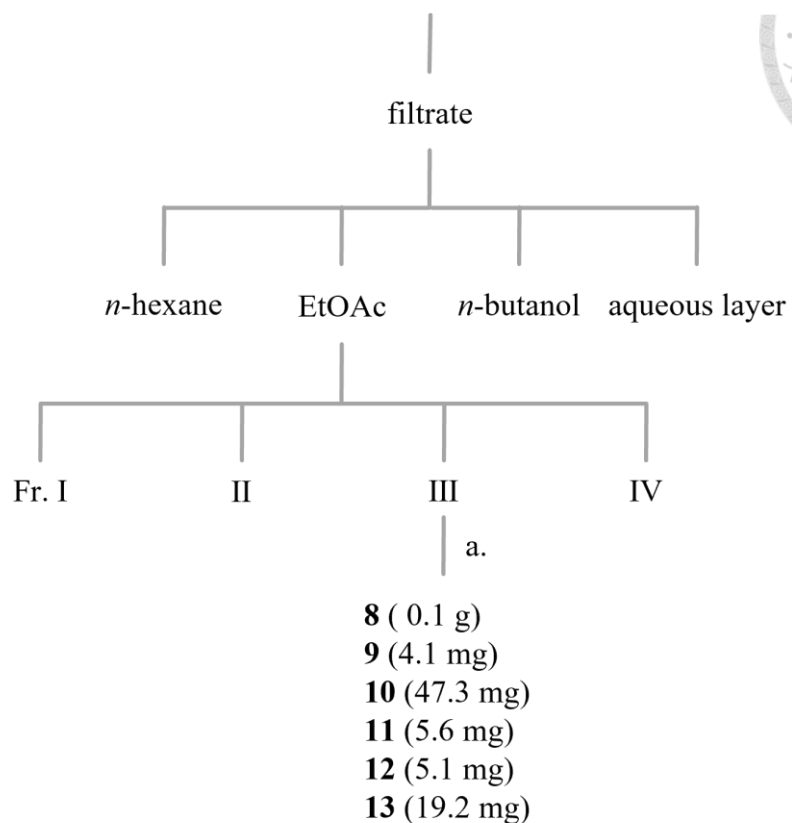 filtrate
n-hexane EtOAc n-butanol aqueous layer
Fr. I II III IV
a.
8 ( 0.1 g)
9 (4.1 mg)
10 (47.3 mg)
11 (5.6 mg)
12 (5.1 mg)
13 (19.2 mg)